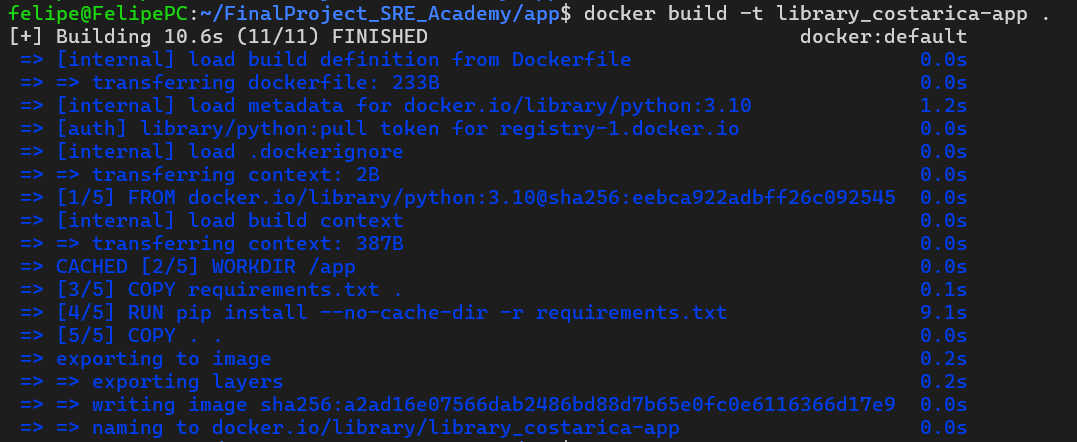 felipe@FelipePC:~/FinalProject_SRE_Academy/app$ docker build -t library_costarica-app .
[+] Building 10.6s (11/11) FINISHED docker:default
=> [internal] load build definition from Dockerfile 0.0s
=> => transferring dockerfile: 233B 0.0s
=> [internal] load metadata for docker.io/library/python:3.10 1.2s
=> [auth] library/python:pull token for registry-1.docker.io 0.0s
=> [internal] load .dockerignore 0.0s
=> => transferring context: 2B 0.0s
=> [1/5] FROM docker.io/library/python:3.10@sha256:eebca922adbff26c092545 0.0s
=> [internal] load build context 0.0s
=> => transferring context: 387B 0.0s
=> CACHED [2/5] WORKDIR /app 0.0s
=> [3/5] COPY requirements.txt . 0.1s
=> [4/5] RUN pip install --no-cache-dir -r requirements.txt 9.1s
=> [5/5] COPY . . 0.0s
=> exporting to image 0.2s
=> => exporting layers 0.2s
=> => writing image sha256:a2ad16e07566dab2486bd88d7b65e0fc0e6116366d17e9 0.0s
=> => naming to docker.io/library/library_costarica-app 0.0s